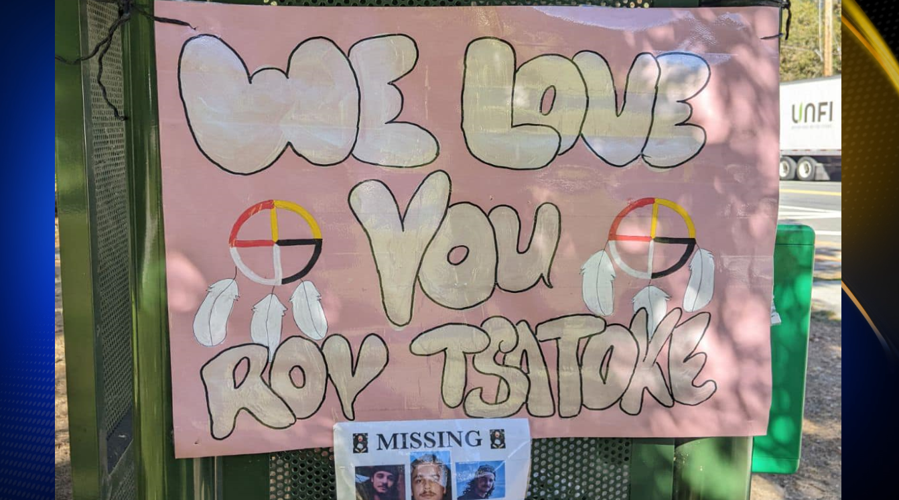 WE LOVE
YOU
ROY TSATOKE
MISSING
UNFI